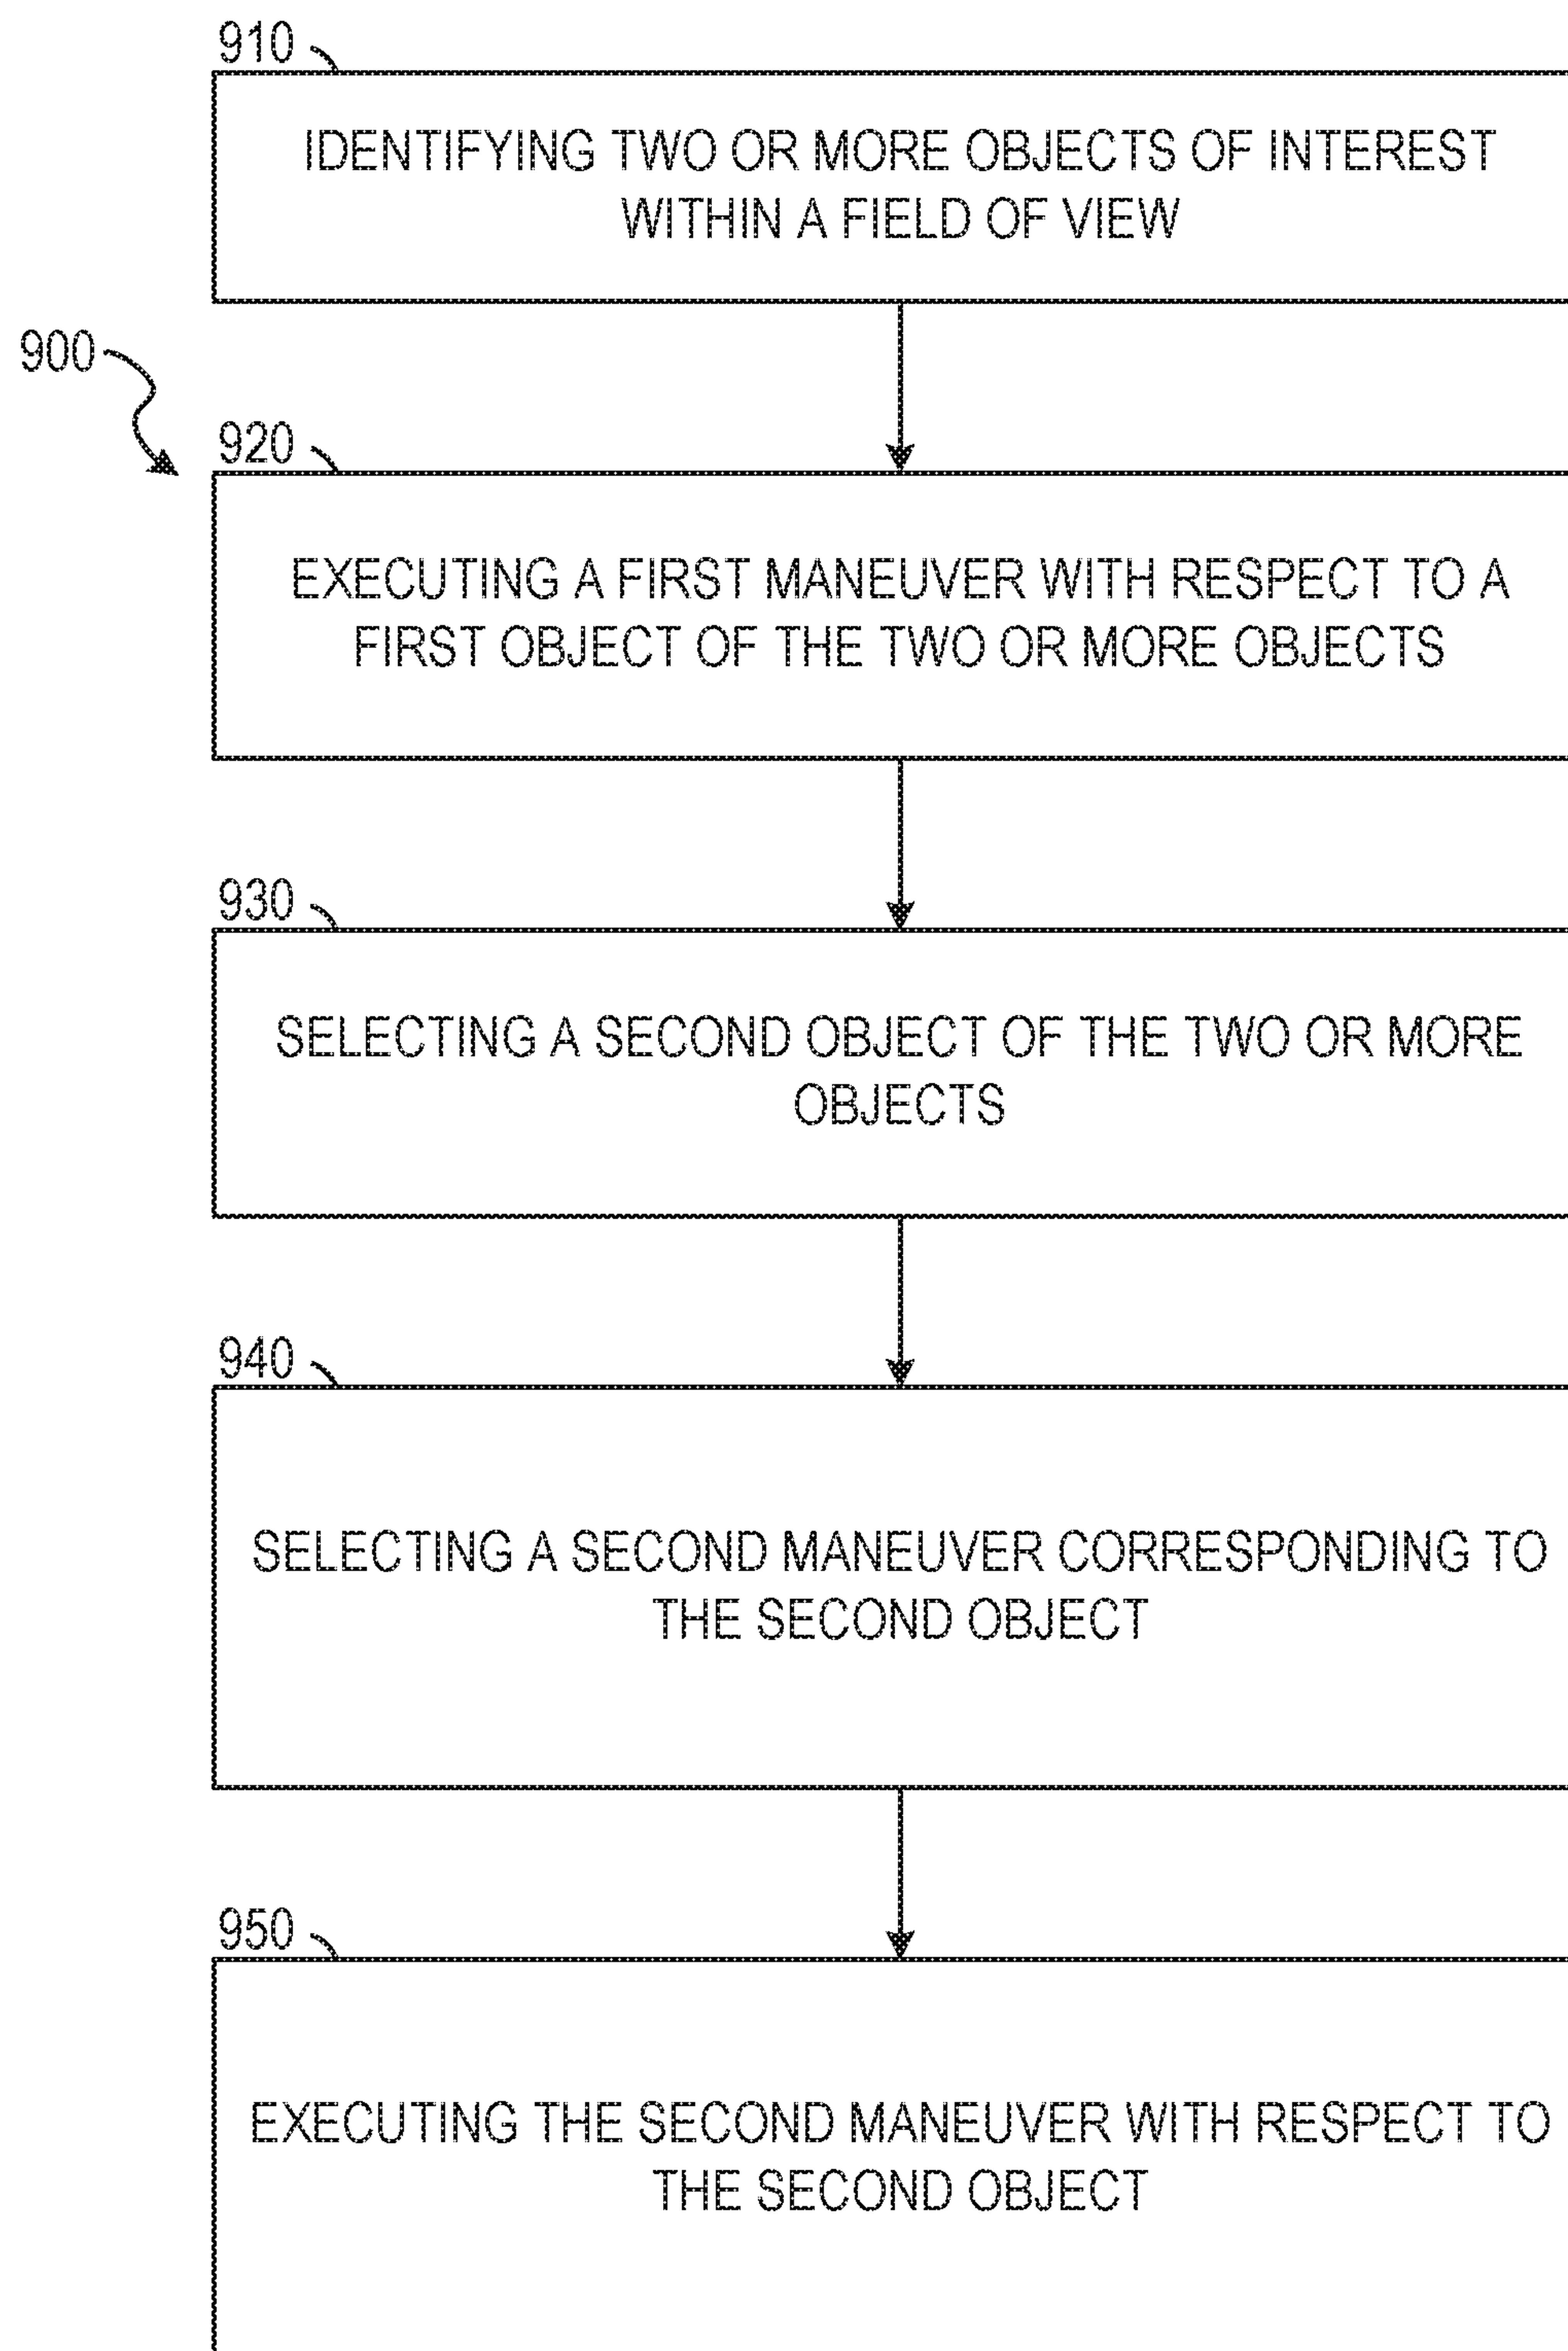 910
IDENTIFYING TWO OR MORE OBJECTS OF INTEREST
WITHIN A FIELD OF VIEW
900
920
EXECUTING A FIRST MANEUVER WITH RESPECT TO A
FIRST OBJECT OF THE TWO OR MORE OBJECTS
930
SELECTING A SECOND OBJECT OF THE TWO OR MORE
OBJECTS
940
SELECTING A SECOND MANEUVER CORRESPONDING TO
THE SECOND OBJECT
950
EXECUTING THE SECOND MANEUVER WITH RESPECT TO
THE SECOND OBJECT